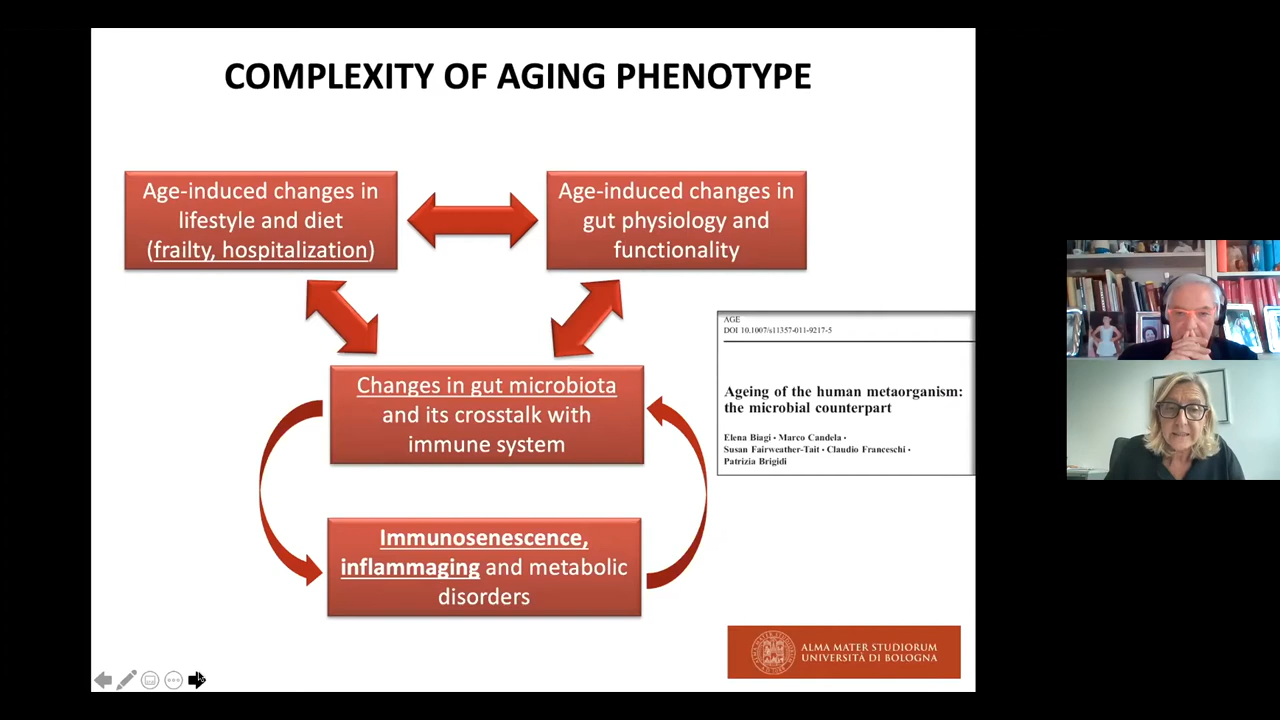 COMPLEXITY OF AGING PHENOTYPE
Age-induced changes in
lifestyle and diet
(frailty, hospitalization)
Age-induced changes in
gut physiology and
functionality
Changes in gut microbiota
and its crosstalk with
immune system
AGE
DOI 10.1007/s11357-011-9217-5
Ageing of the human metaorganism:
the microbial counterpart
Elena Biagi • Marco Candela •
Susan Fairweather-Tait • Claudio Franceschi •
Patrizia Brigidi
Immunosenescence,
inflammaging and metabolic
disorders
ALMA MATER STUDIORUM
UNIVERSITÀ DI BOLOGNA